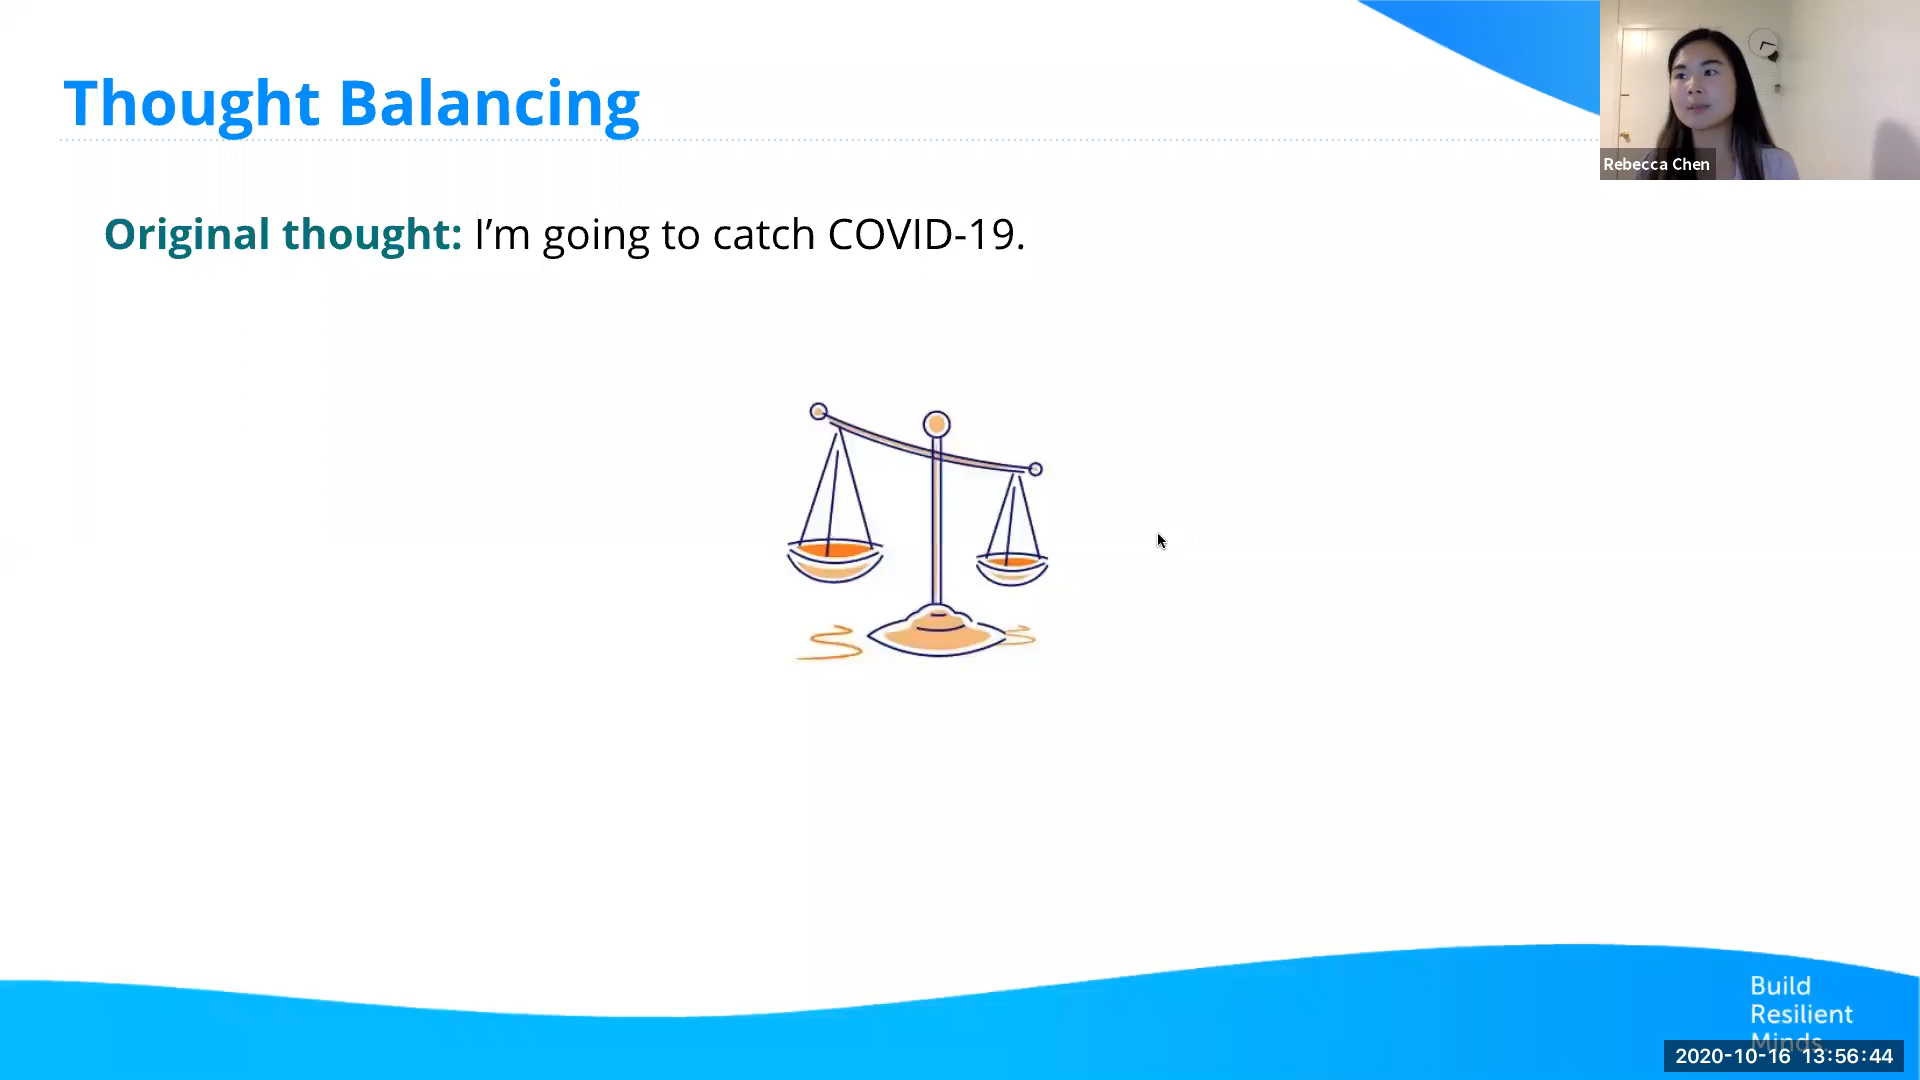 Thought Balancing
Rebecca Chen
Original thought: I’m going to catch COVID-19.
Build
Resilient
Minds
2020-10-16 13:56:44